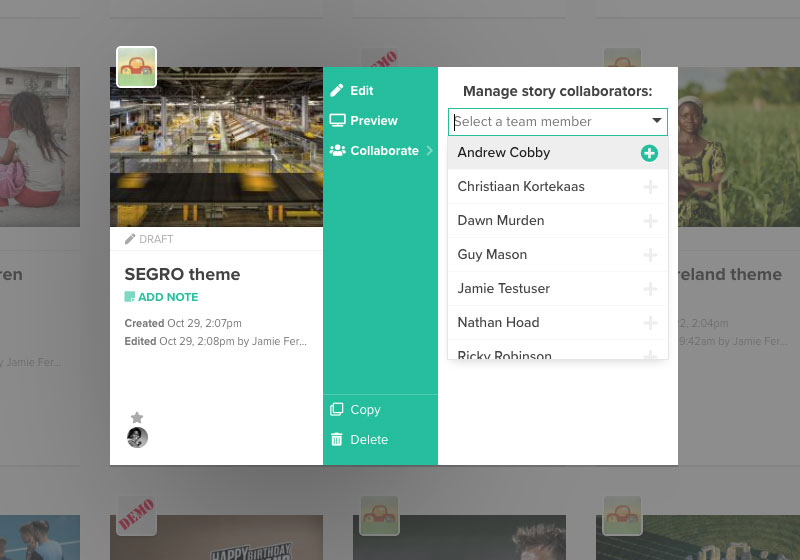 DEMO
Edit
Preview
Collaborate
Manage story collaborators:
Select a team member
Andrew Cobby
Christiaan Kortekaas
Dawn Murden
Guy Mason
Jamie Testuser
Nathan Hoad
Ricky Robinson
DRAFT
SEGRO theme
ADD NOTE
Created Oct 29, 2:07pm
Edited Oct 29, 2:08pm by Jamie Fer...
Copy
Delete
ren
y Jamie Fer...
reland theme
2, 2:04pm
9:42am by Jamie Fer...
DEMO
HAPPY BIRTHDAY